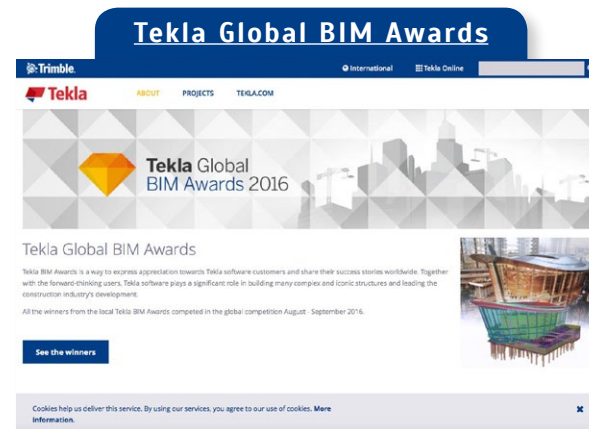 Tekla Global BIM Awards
Trimble.
International
Tekla Online
Tekla
ABOUT
PROJECTS
TEKLA.COM
Tekla Global
BIM Awards 2016
Tekla Global BIM Awards
Tekla BIM Awards is a way to express appreciation towards Tekla software customers and share their success stories worldwide. Together
with the forward-thinking users, Tekla software plays a significant role in building many complex and iconic structures and leading the
construction industry's development.
All the winners from the local Tekla BIM Awards competed in the global competition August - September 2016.
See the winners
Cookies help us deliver this service. By using our services, you agree to our use of cookies. More
information.